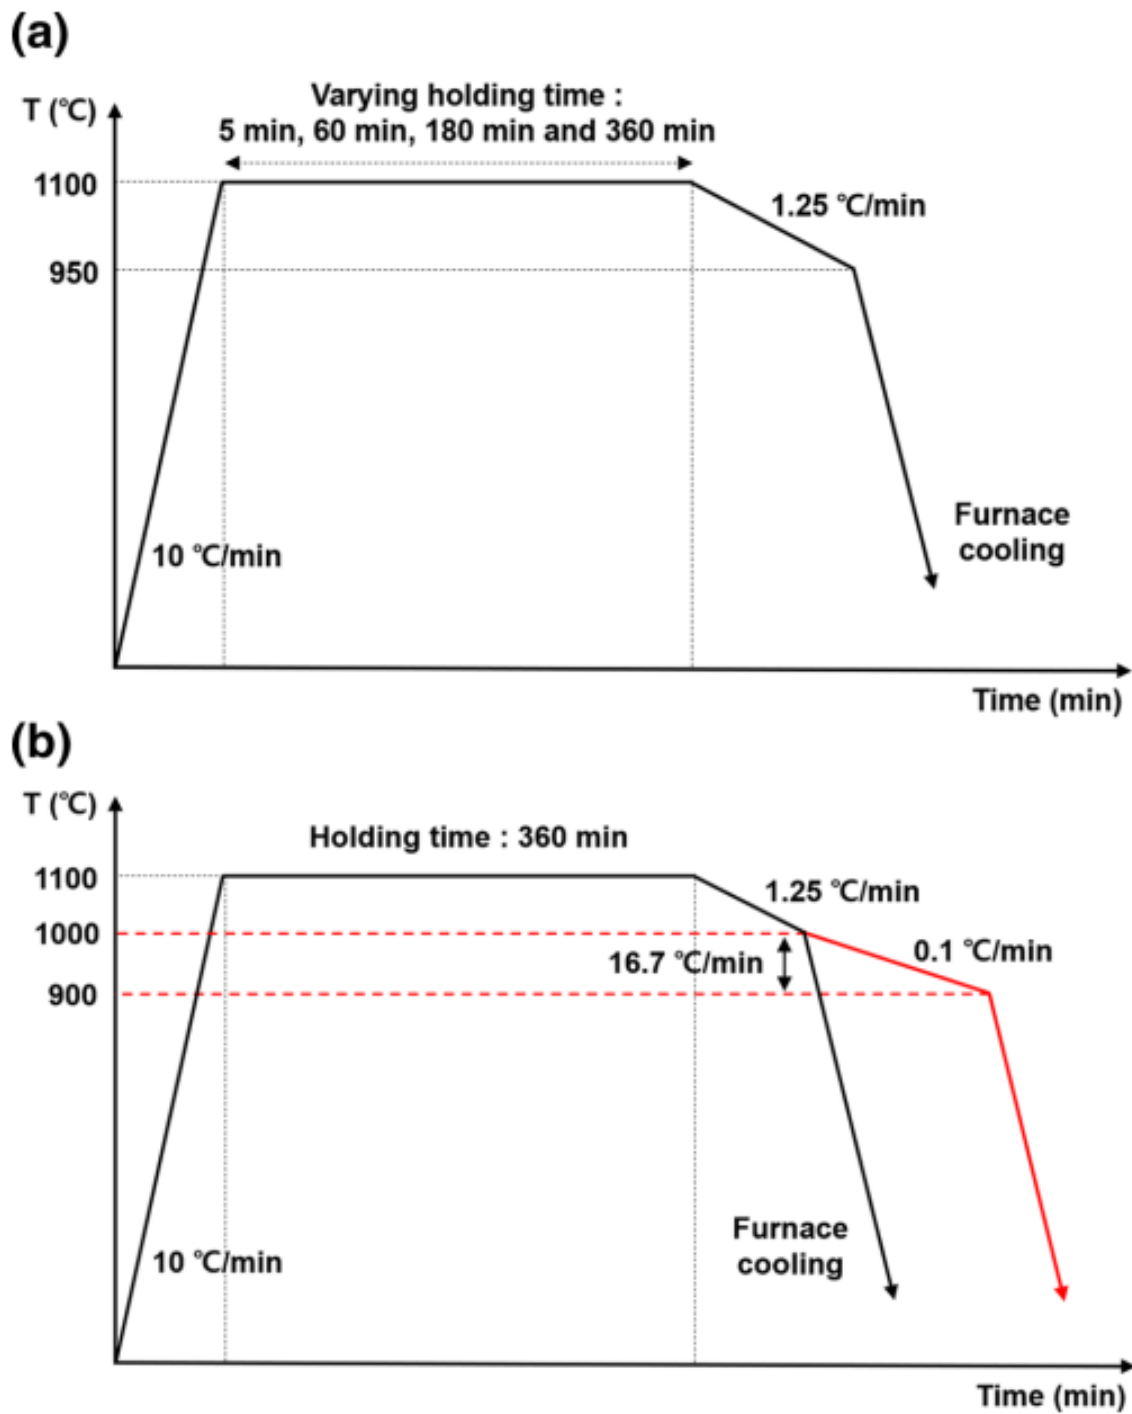 (a)
T (℃)
Varying holding time :
5 min, 60 min, 180 min and 360 min
1100
1.25 ℃/min
950
10 ℃/min
Furnace
cooling
Time (min)
(b)
T (℃)
Holding time : 360 min
1100
1.25 ℃/min
1000
0.1 ℃/min
16.7 ℃/min
900
10 ℃/min
Furnace
cooling
Time (min)